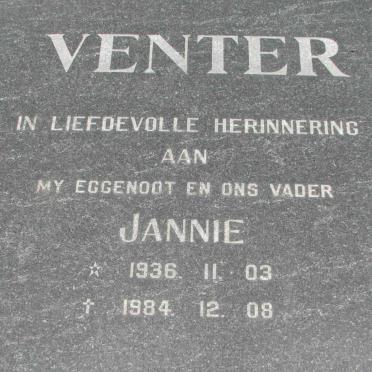 VENTER
IN LIEFDEVOLLE HERINNERING
AAN
MY EGGENOOT EN ONS VADER
JANNIE
☆ 1936. 11. 03
† 1984. 12. 08